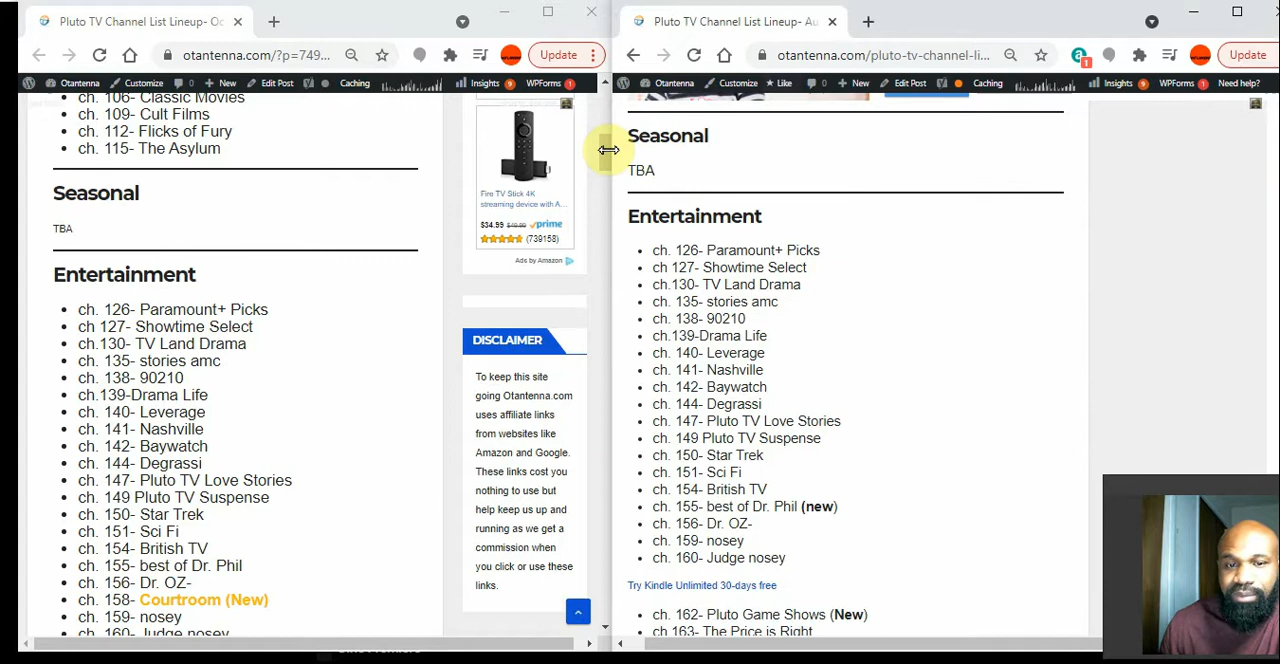 Pluto TV Channel List Lineup- Oc
otantenna.com/?p=749...
Update
Otantenna
Customize
0
New
Edit Post
Caching
Insights 9
WPForms 1
ch. 106- Classic Movies
ch. 109- Cult Films
ch. 112- Flicks of Fury
ch. 115- The Asylum
Seasonal
TBA
Entertainment
ch. 126- Paramount+ Picks
ch 127- Showtime Select
ch.130- TV Land Drama
ch. 135- stories amc
ch. 138- 90210
ch.139-Drama Life
ch. 140- Leverage
ch. 141- Nashville
ch. 142- Baywatch
ch. 144- Degrassi
ch. 147- Pluto TV Love Stories
ch. 149 Pluto TV Suspense
ch. 150- Star Trek
ch. 151- Sci Fi
ch. 154- British TV
ch. 155- best of Dr. Phil
ch. 156- Dr. OZ-
ch. 158- Courtroom (New)
ch. 159- nosey
ch. 160- Judge nosey
Fire TV Stick 4K
streaming device with A...
$34.99 $49.99 prime
(739158)
Ads by Amazon
DISCLAIMER
To keep this site
going Otantenna.com
uses affiliate links
from websites like
Amazon and Google.
These links cost you
nothing to use but
help keep us up and
running as we get a
commission when
you click or use these
links.
Pluto TV Channel List Lineup- Au
otantenna.com/pluto-tv-channel-li...
1
Update
Otantenna
Customize
Like
0
New
Edit Post
Caching
Insights 9
WPForms 1
Need help?
Seasonal
TBA
Entertainment
ch. 126- Paramount+ Picks
ch 127- Showtime Select
ch.130- TV Land Drama
ch. 135- stories amc
ch. 138- 90210
ch.139-Drama Life
ch. 140- Leverage
ch. 141- Nashville
ch. 142- Baywatch
ch. 144- Degrassi
ch. 147- Pluto TV Love Stories
ch. 149 Pluto TV Suspense
ch. 150- Star Trek
ch. 151- Sci Fi
ch. 154- British TV
ch. 155- best of Dr. Phil (new)
ch. 156- Dr. OZ-
ch. 159- nosey
ch. 160- Judge nosey
Try Kindle Unlimited 30-days free
ch. 162- Pluto Game Shows (New)
ch. 163- The Price is Right